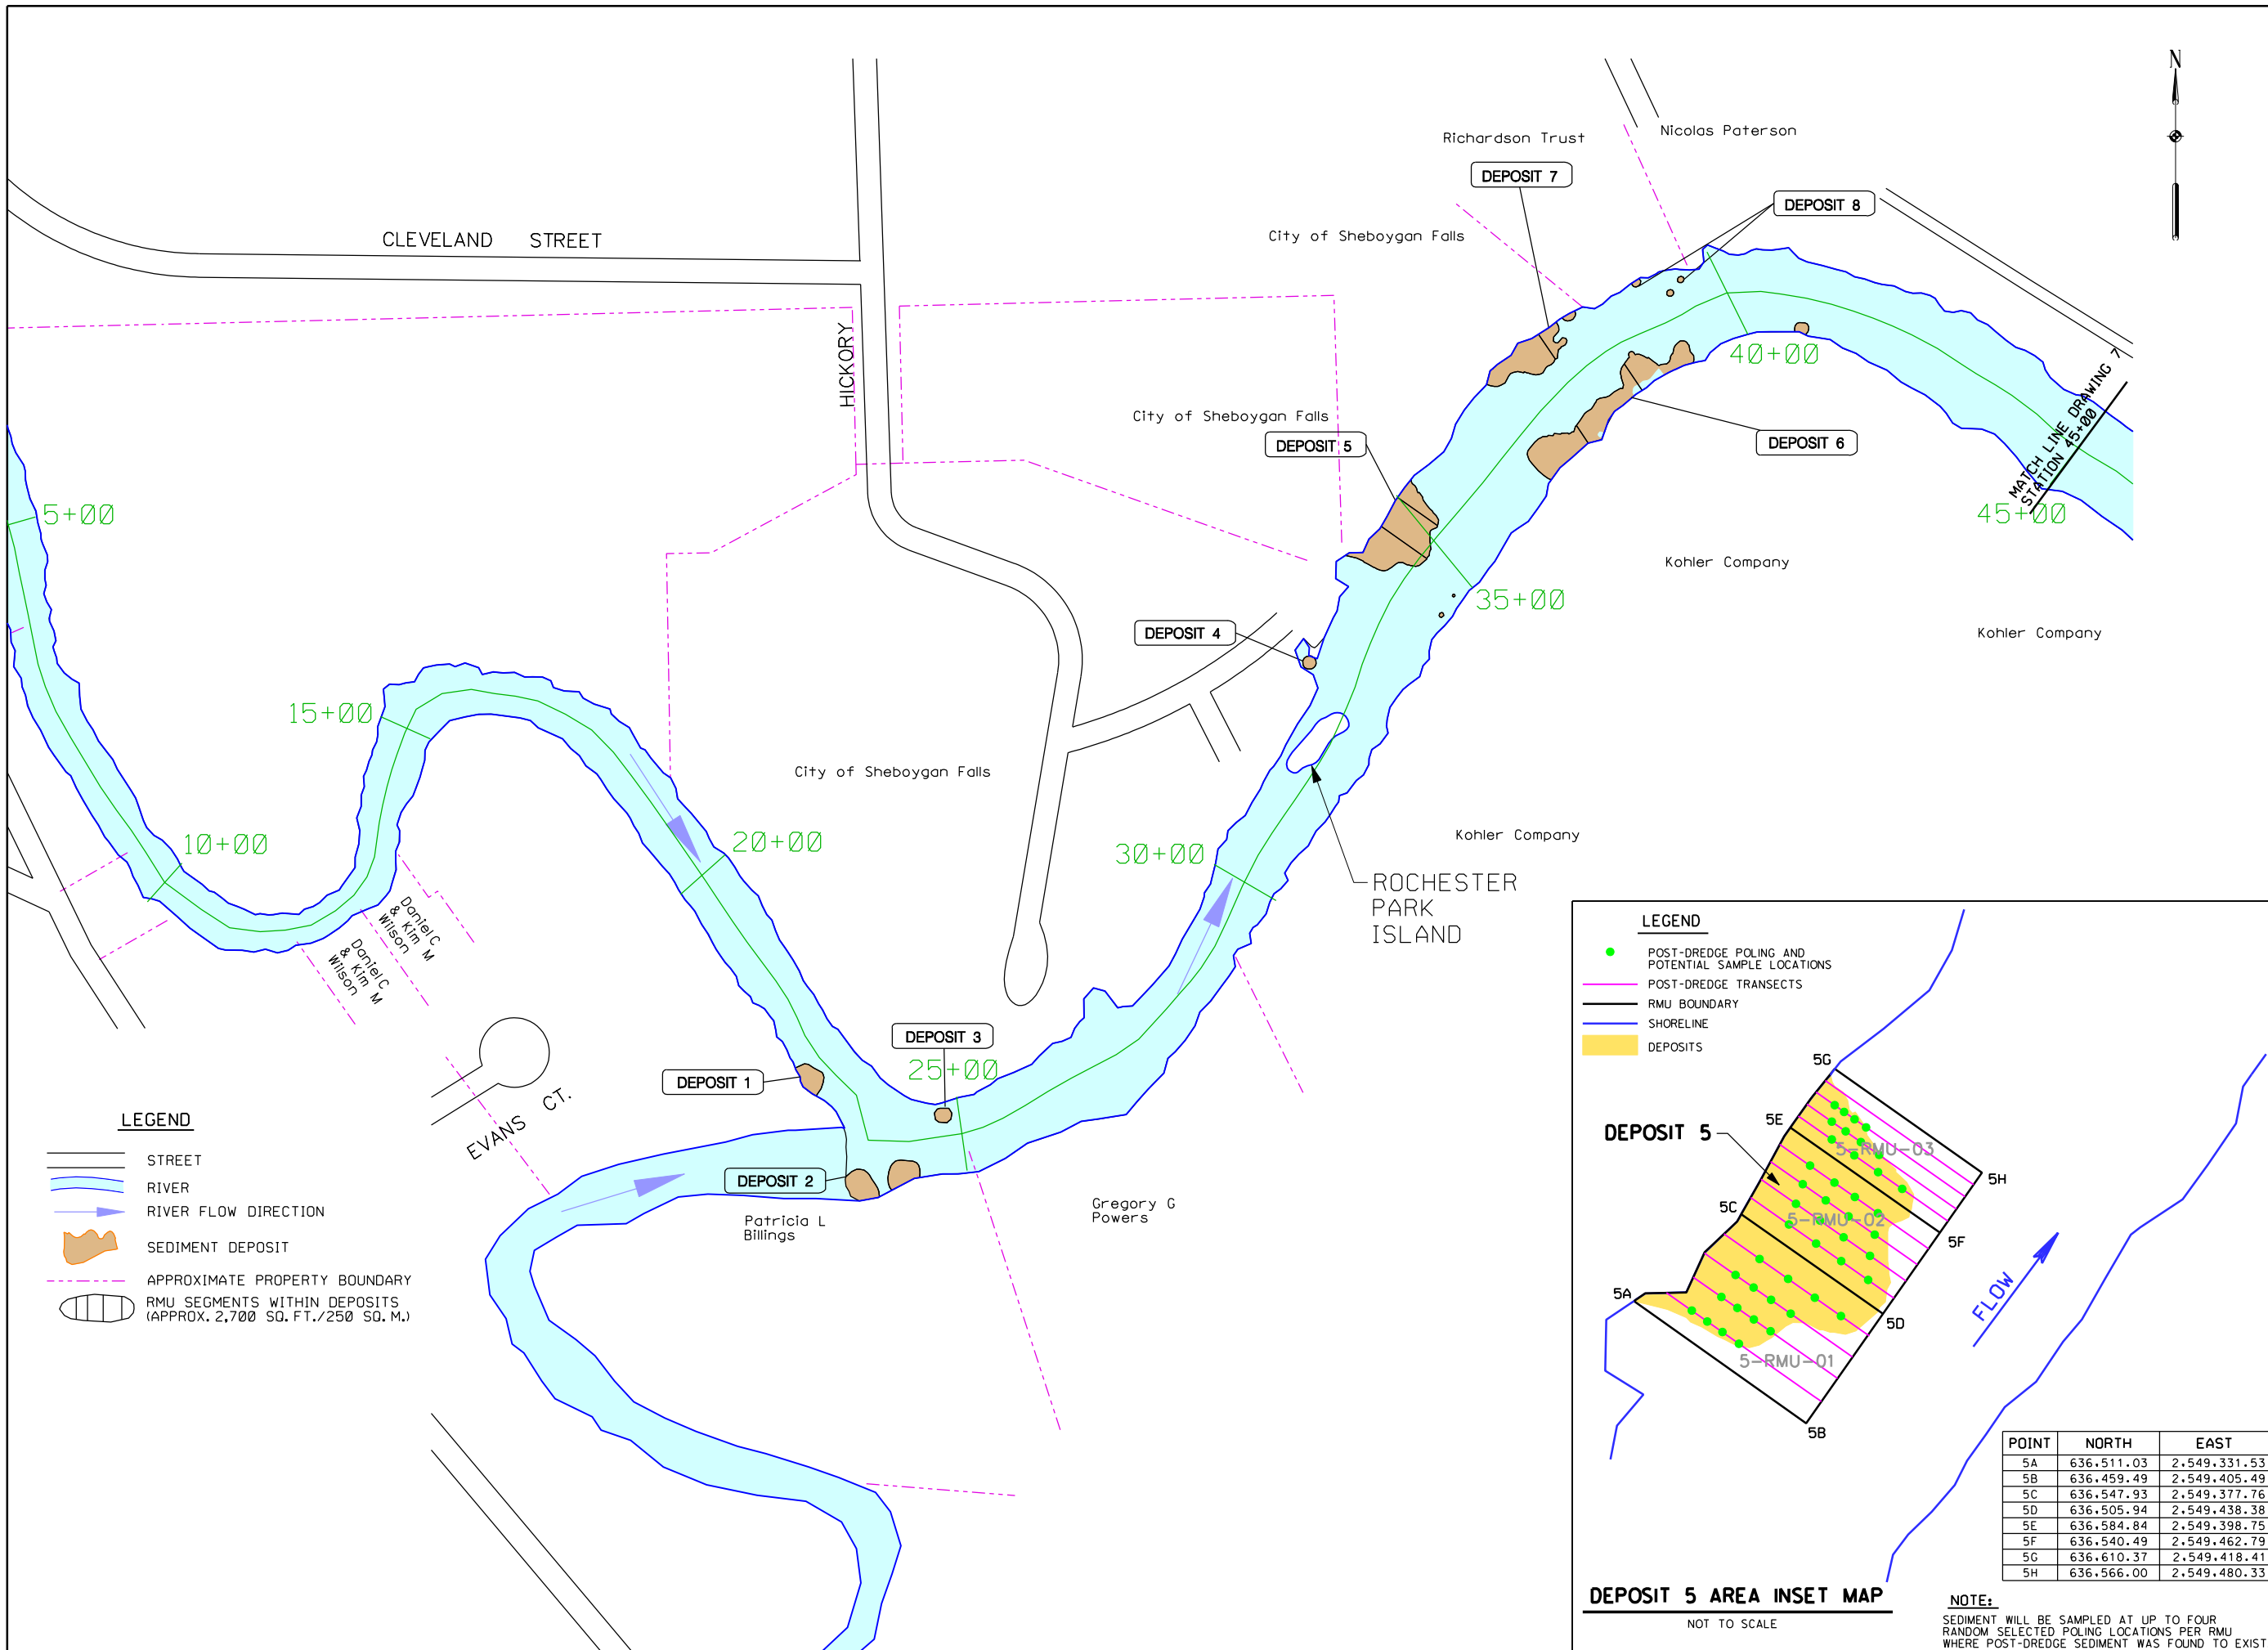 N
Nicolas Paterson
Richardson Trust
DEPOSIT 7
DEPOSIT 8
City of Sheboygan Falls
CLEVELAND STREET
HICKORY
40+00
MATCH LINE DRAWING 7
STATION 45+00
45+00
City of Sheboygan Falls
DEPOSIT 5
DEPOSIT 6
5+00
Kohler Company
35+00
Kohler Company
DEPOSIT 4
15+00
City of Sheboygan Falls
10+00
20+00
30+00
Kohler Company
ROCHESTER
PARK
ISLAND
Daniel C
& Kim M
Wilson
Daniel C
& Kim M
Wilson
DEPOSIT 3
25+00
DEPOSIT 1
EVANS CT.
DEPOSIT 2
Patricia L
Billings
Gregory G
Powers
LEGEND
STREET
RIVER
RIVER FLOW DIRECTION
SEDIMENT DEPOSIT
APPROXIMATE PROPERTY BOUNDARY
RMU SEGMENTS WITHIN DEPOSITS
(APPROX. 2,700 SQ. FT./250 SQ. M.)
LEGEND
POST-DREDGE POLING AND
POTENTIAL SAMPLE LOCATIONS
POST-DREDGE TRANSECTS
RMU BOUNDARY
SHORELINE
DEPOSITS
5G
5E
DEPOSIT 5
5-RMU-03
5H
5C
5-RMU-02
5F
5A
5D
FLOW
5-RMU-01
5B
POINT NORTH EAST
5A 636,511.03 2,549,331.53
5B 636,459.49 2,549,405.49
5C 636,547.93 2,549,377.76
5D 636,505.94 2,549,438.38
5E 636,584.84 2,549,398.75
5F 636,540.49 2,549,462.79
5G 636,610.37 2,549,418.41
5H 636,566.00 2,549,480.33
DEPOSIT 5 AREA INSET MAP
NOT TO SCALE
NOTE:
SEDIMENT WILL BE SAMPLED AT UP TO FOUR
RANDOM SELECTED POLING LOCATIONS PER RMU
WHERE POST-DREDGE SEDIMENT WAS FOUND TO EXIST